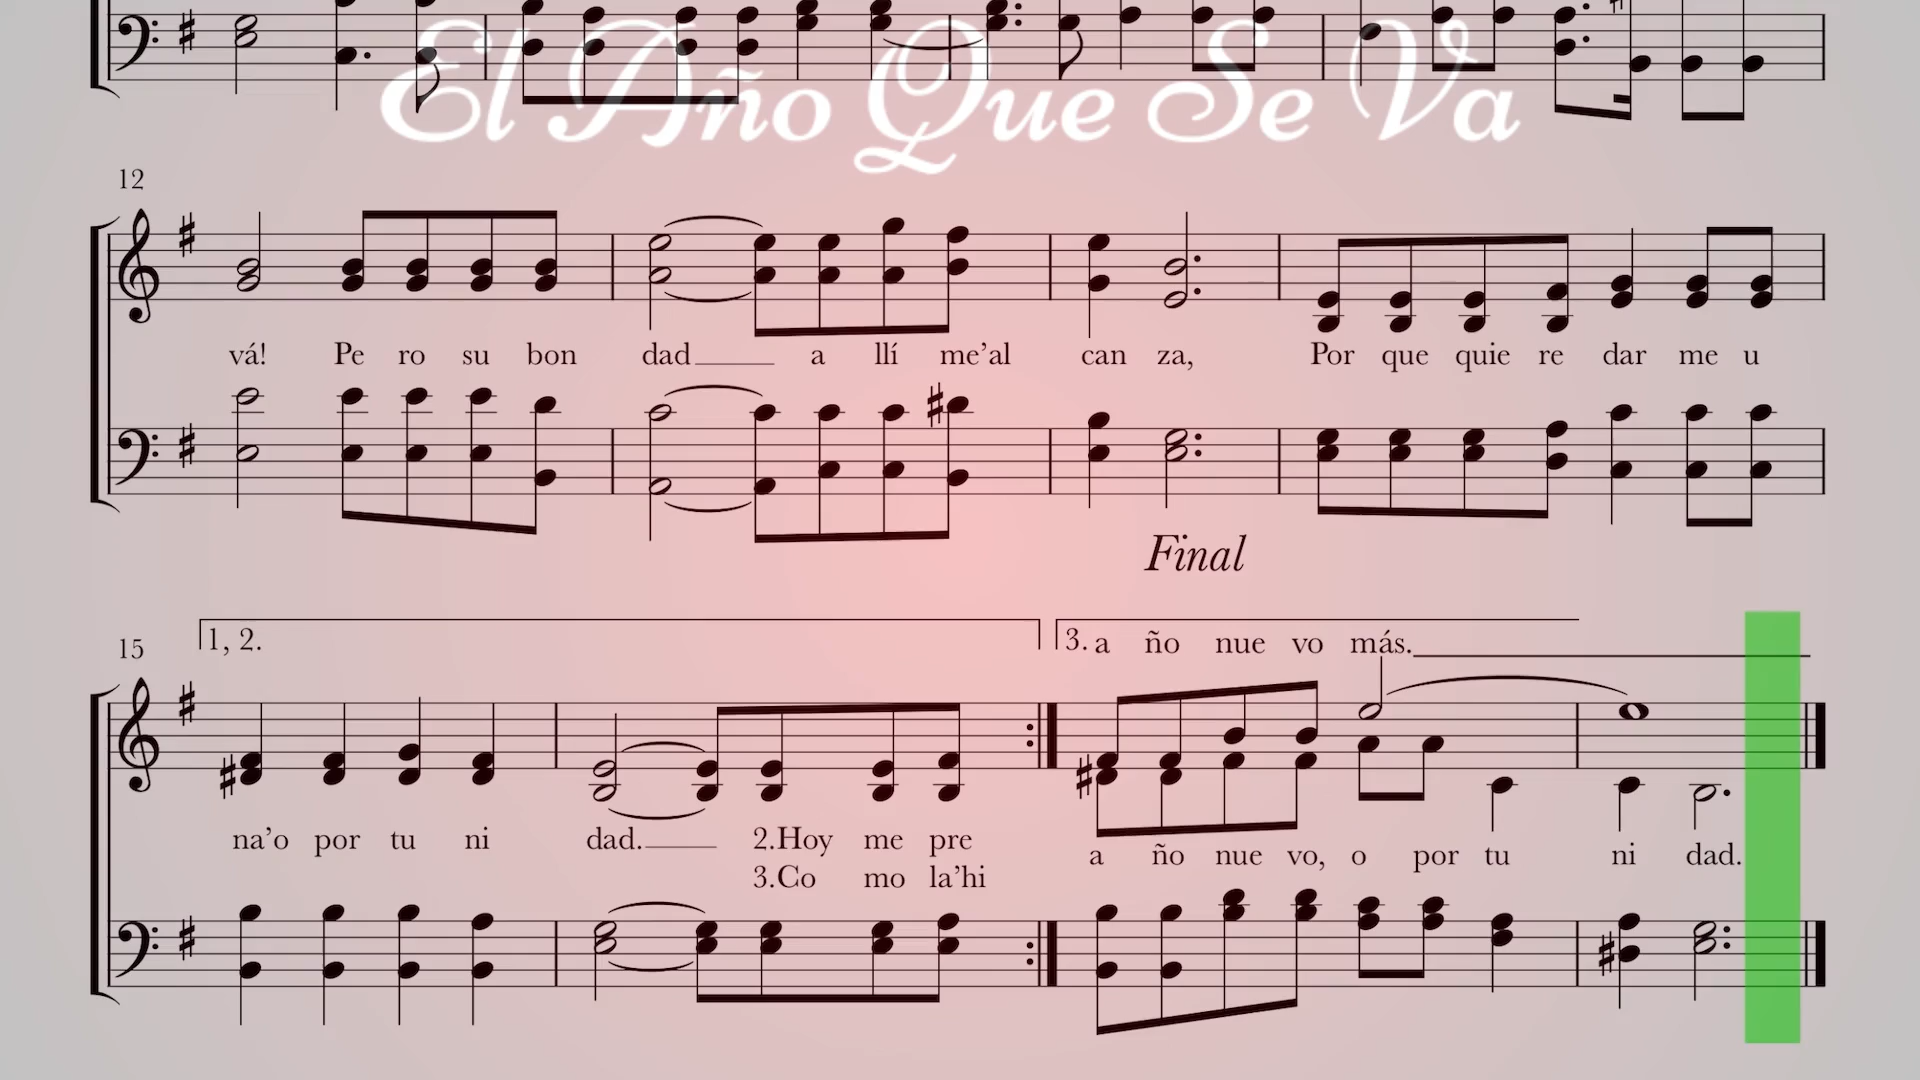 El Año Que Se Va
12
vá! Pe ro su bon dad a llí me'al can za, Por que quie re dar me u
Final
15
1, 2.
3. a ño nue vo más.
na'o por tu ni dad. 2.Hoy me pre a ño nue vo, o por tu ni dad.
3.Co mo la'hi